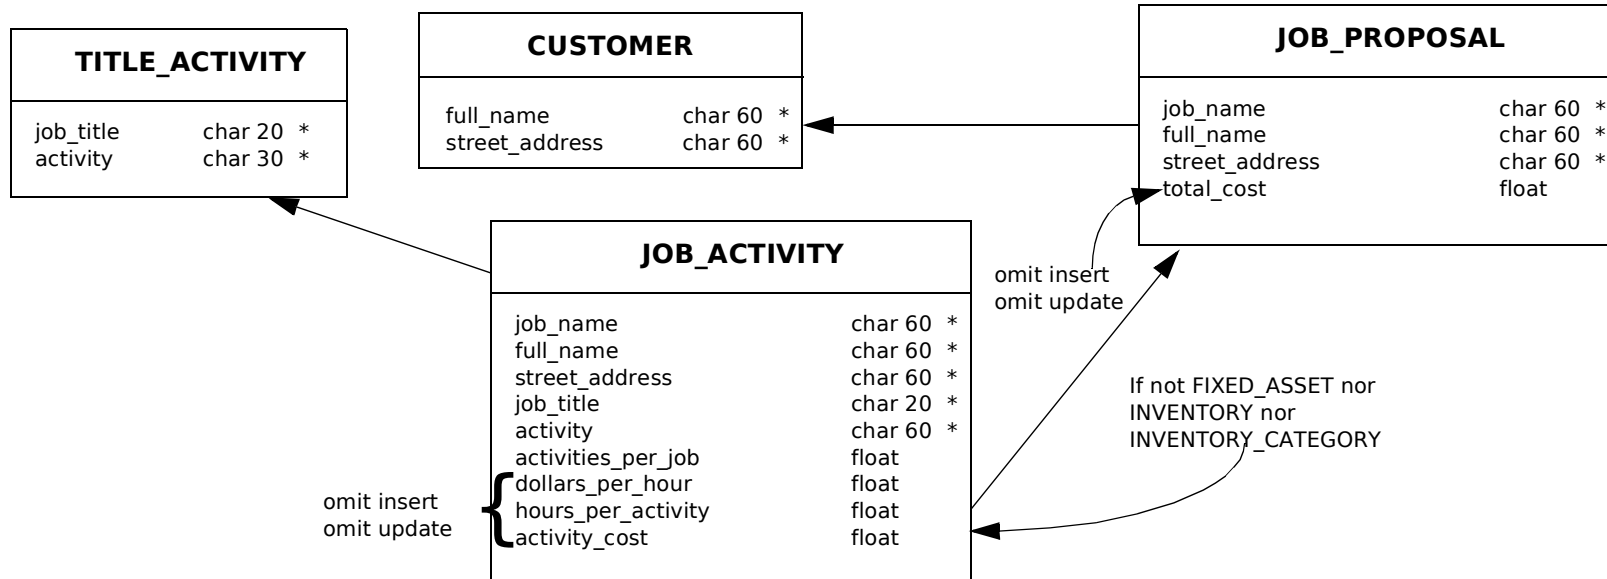 TITLE_ACTIVITY
job_title char 20 *
activity char 30 *
CUSTOMER
full_name char 60 *
street_address char 60 *
JOB_PROPOSAL
job_name char 60 *
full_name char 60 *
street_address char 60 *
total_cost float
omit insert
omit update
JOB_ACTIVITY
job_name char 60 *
full_name char 60 *
street_address char 60 *
job_title char 20 *
activity char 60 *
activities_per_job float
dollars_per_hour float
hours_per_activity float
activity_cost float
omit insert
omit update
If not FIXED_ASSET nor
INVENTORY nor
INVENTORY_CATEGORY